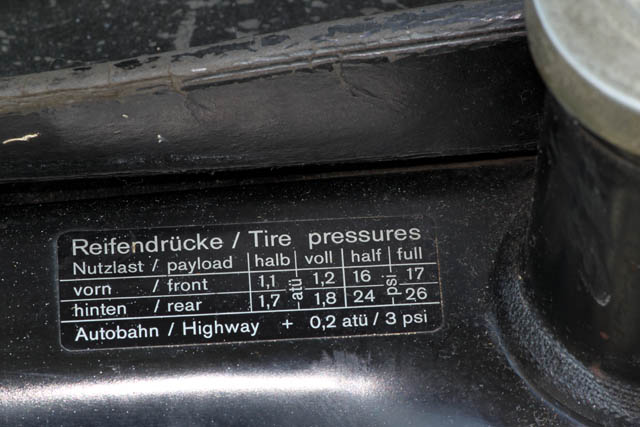 Reifendrücke / Tire pressures
Nutzlast / payload halb voll half full
vorn / front 1,1 atü 1,2 16 psi 17
hinten / rear 1,7 1,8 24 26
Autobahn / Highway + 0,2 atü / 3 psi